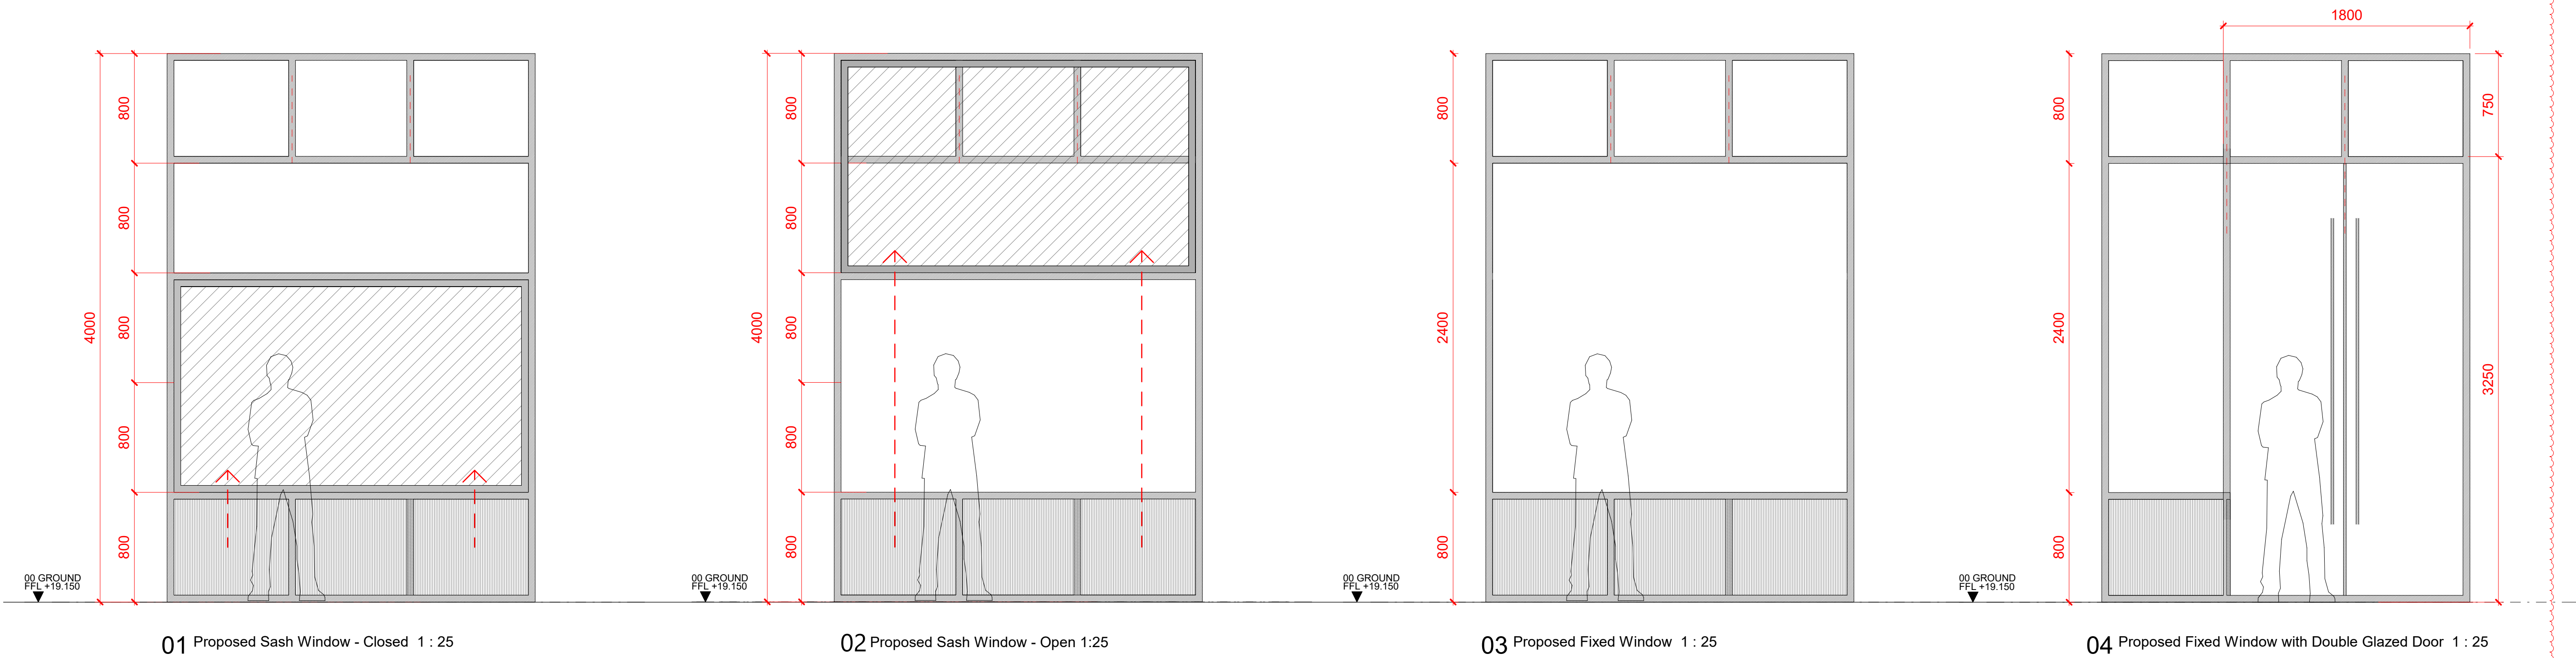 1800
4000
800
800
800
800
800
00 GROUND
FFL +19.150
01 Proposed Sash Window - Closed 1 : 25
4000
800
800
800
800
800
00 GROUND
FFL +19.150
02 Proposed Sash Window - Open 1:25
800
2400
800
00 GROUND
FFL +19.150
03 Proposed Fixed Window 1 : 25
800
2400
800
750
3250
00 GROUND
FFL +19.150
04 Proposed Fixed Window with Double Glazed Door 1 : 25